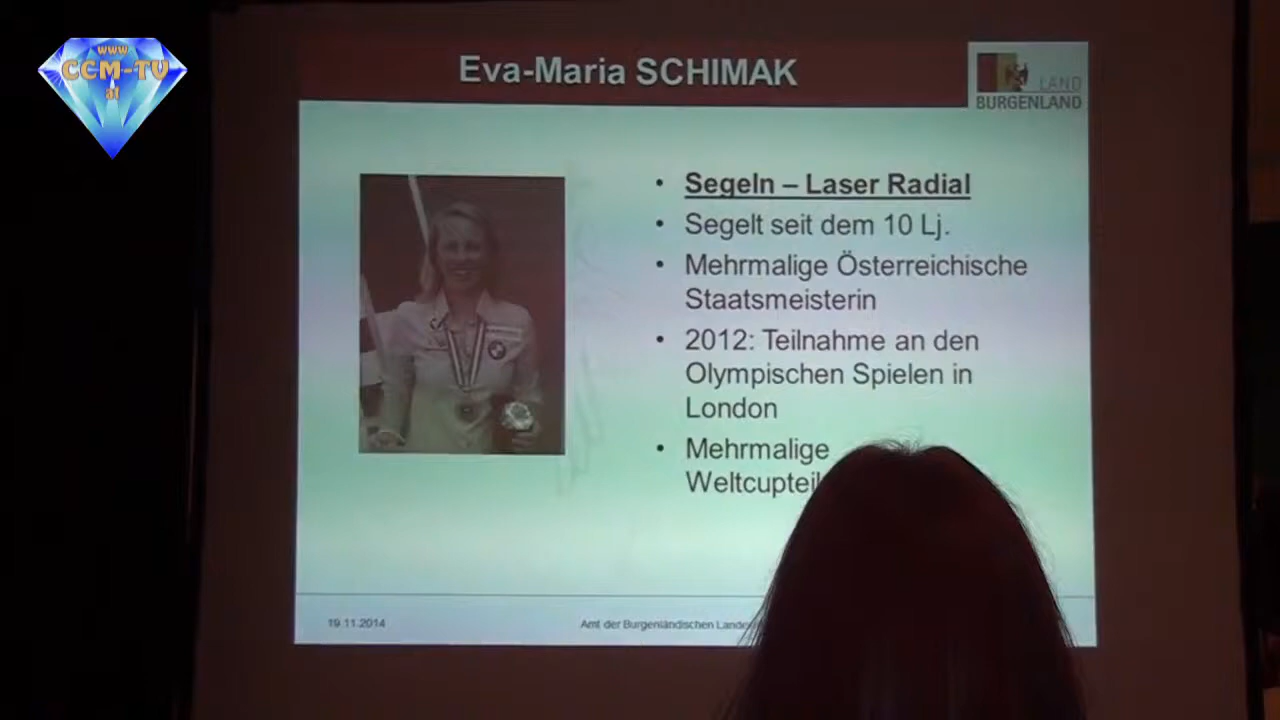 www
CCM-TV
at
Eva-Maria SCHIMAK
LAND
BURGENLAND
• Segeln – Laser Radial
• Segelt seit dem 10 Lj.
• Mehrmalige Österreichische
Staatsmeisterin
• 2012: Teilnahme an den
Olympischen Spielen in
London
• Mehrmalige
19.11.2014
Amt der Burgenländischen